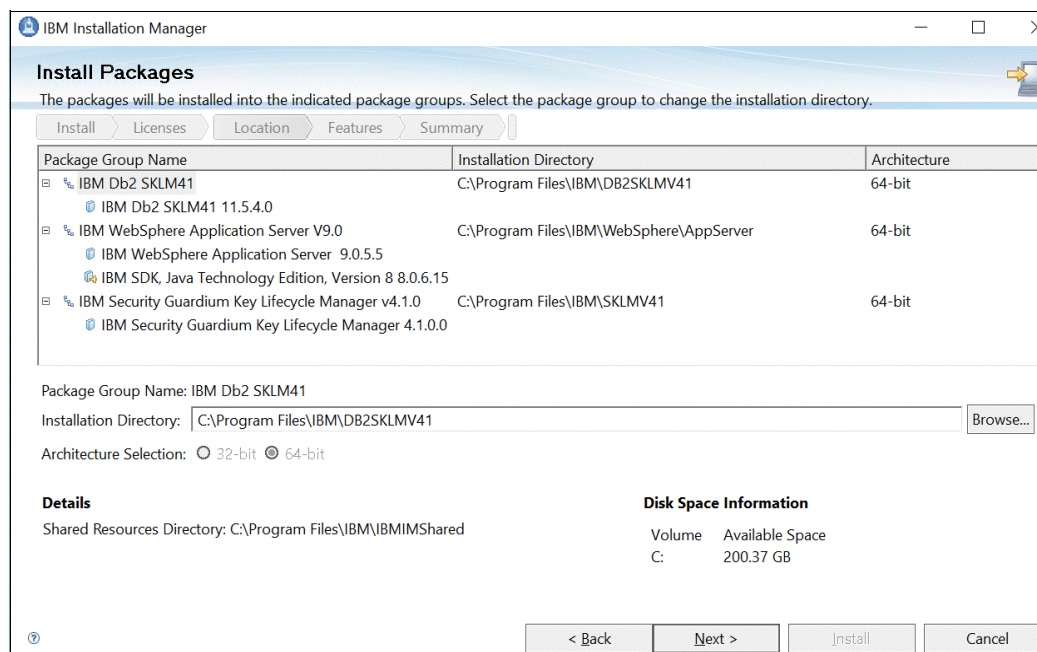 IBM Installation Manager
Install Packages
The packages will be installed into the indicated package groups. Select the package group to change the installation directory.
Install Licenses Location Features Summary
Package Group Name Installation Directory Architecture
IBM Db2 SKLM41 C:\Program Files\IBM\DB2SKLMV41 64-bit
IBM Db2 SKLM41 11.5.4.0
IBM WebSphere Application Server V9.0 C:\Program Files\IBM\WebSphere\AppServer 64-bit
IBM WebSphere Application Server 9.0.5.5
IBM SDK, Java Technology Edition, Version 8 8.0.6.15
IBM Security Guardium Key Lifecycle Manager v4.1.0 C:\Program Files\IBM\SKLMV41 64-bit
IBM Security Guardium Key Lifecycle Manager 4.1.0.0
Package Group Name: IBM Db2 SKLM41
Installation Directory: C:\Program Files\IBM\DB2SKLMV41 Browse...
Architecture Selection: 32-bit 64-bit
Details Disk Space Information
Shared Resources Directory: C:\Program Files\IBM\IBMIMShared
Volume Available Space
C: 200.37 GB
? < Back Next > Install Cancel